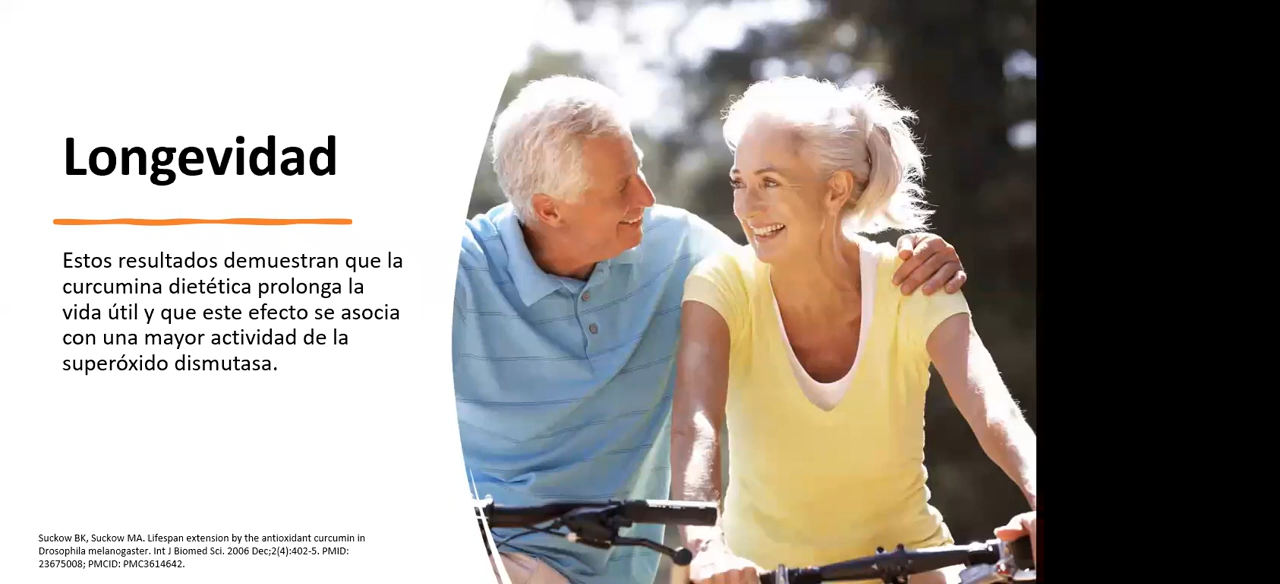 Longevidad
Estos resultados demuestran que la
curcumina dietética prolonga la
vida útil y que este efecto se asocia
con una mayor actividad de la
superóxido dismutasa.
Suckow BK, Suckow MA. Lifespan extension by the antioxidant curcumin in
Drosophila melanogaster. Int J Biomed Sci. 2006 Dec;2(4):402-5. PMID:
23675008; PMCID: PMC3614642.